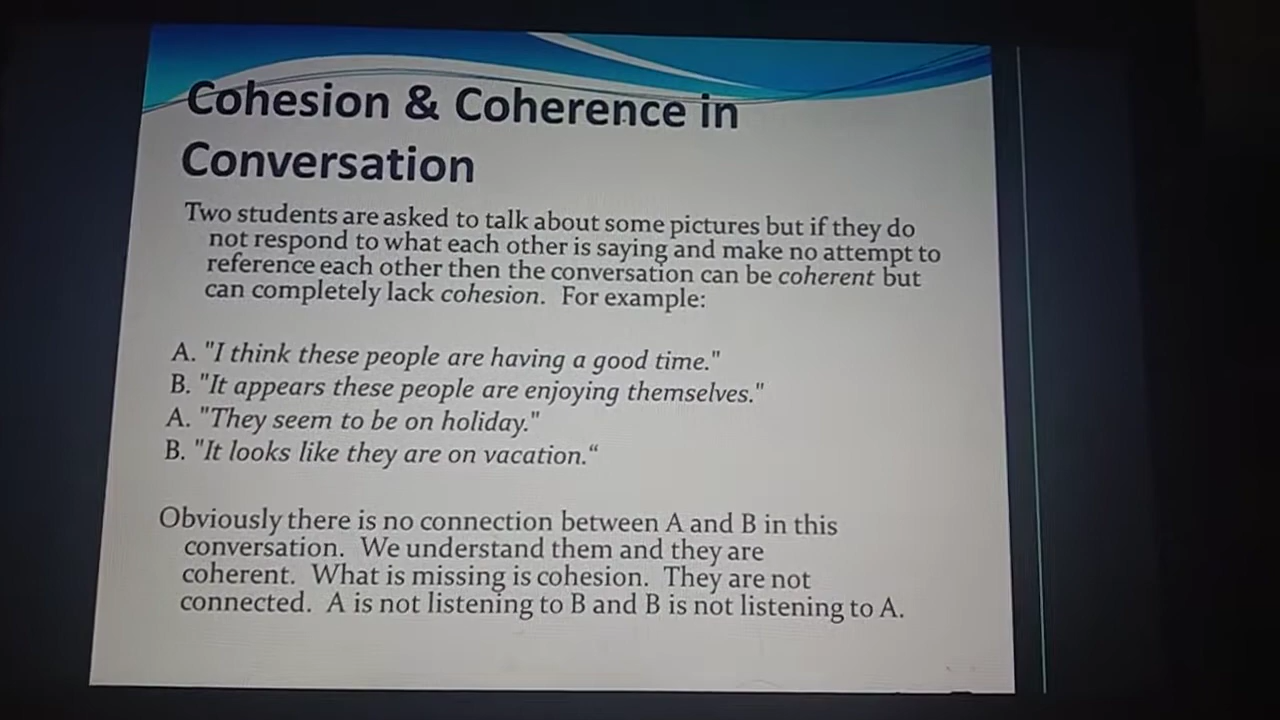 Cohesion & Coherence in
Conversation
Two students are asked to talk about some pictures but if they do
not respond to what each other is saying and make no attempt to
reference each other then the conversation can be coherent but
can completely lack cohesion. For example:
A. "I think these people are having a good time."
B. "It appears these people are enjoying themselves."
A. "They seem to be on holiday."
B. "It looks like they are on vacation.“
Obviously there is no connection between A and B in this
conversation. We understand them and they are
coherent. What is missing is cohesion. They are not
connected. A is not listening to B and B is not listening to A.